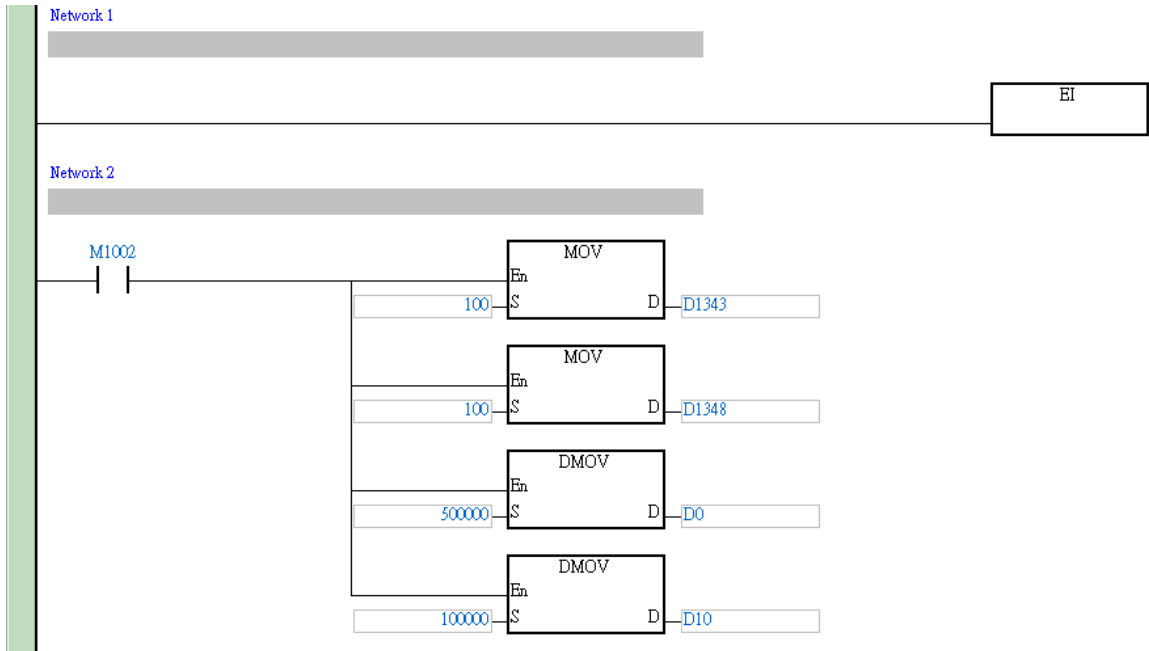 Network 1
EI
Network 2
M1002
MOV
En
100 S D D1343
MOV
En
100 S D D1348
DMOV
En
500000 S D D0
DMOV
En
100000 S D D10